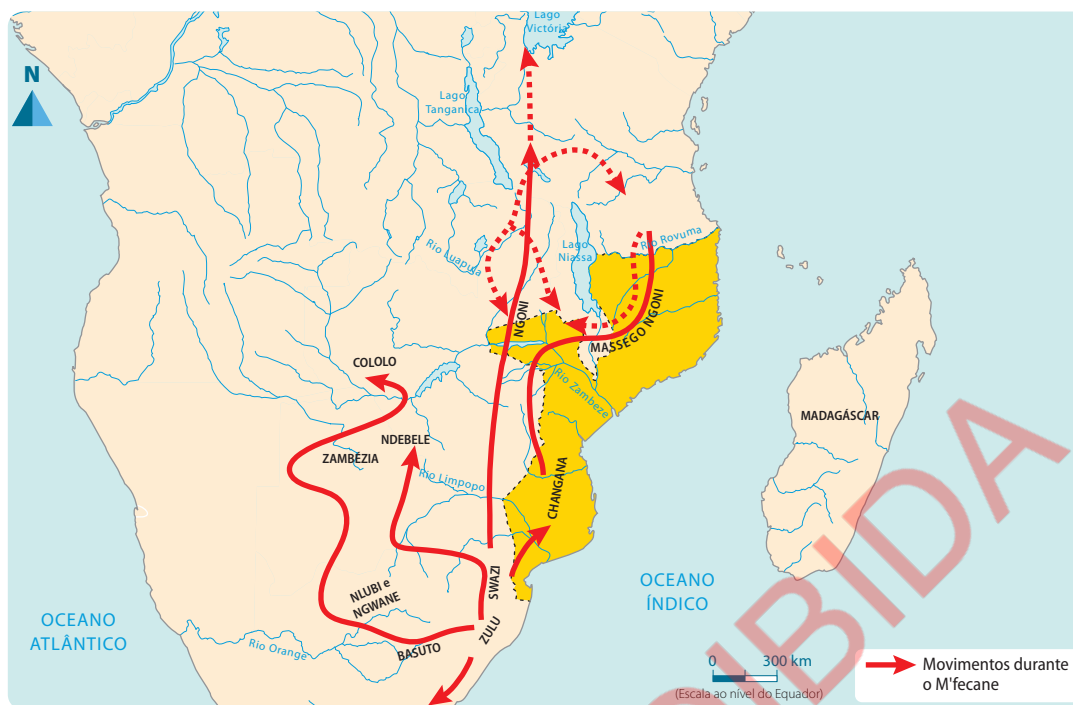 Lago
Victória
N
Lago
Tanganica
Rio Luapula
Lago
Niassa
Rio Rovuma
NGONI
MASSEGO NGONI
COLOLO
Rio Zambeze
MADAGÁSCAR
NDEBELE
ZAMBÉZIA
Rio Limpopo
CHANGANA
SWAZI
NLUBI e
NGWANE
OCEANO
ÍNDICO
OCEANO
ATLÂNTICO
ZULU
BASUTO
Rio Orange
0 300 km
(Escala ao nível do Equador)
Movimentos durante
o M'fecane
IBIDA